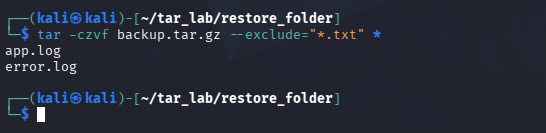 ┌──(kali㉿kali)-[~/tar_lab/restore_folder]
└─$ tar -czvf backup.tar.gz --exclude="*.txt" *
app.log
error.log
┌──(kali㉿kali)-[~/tar_lab/restore_folder]
└─$